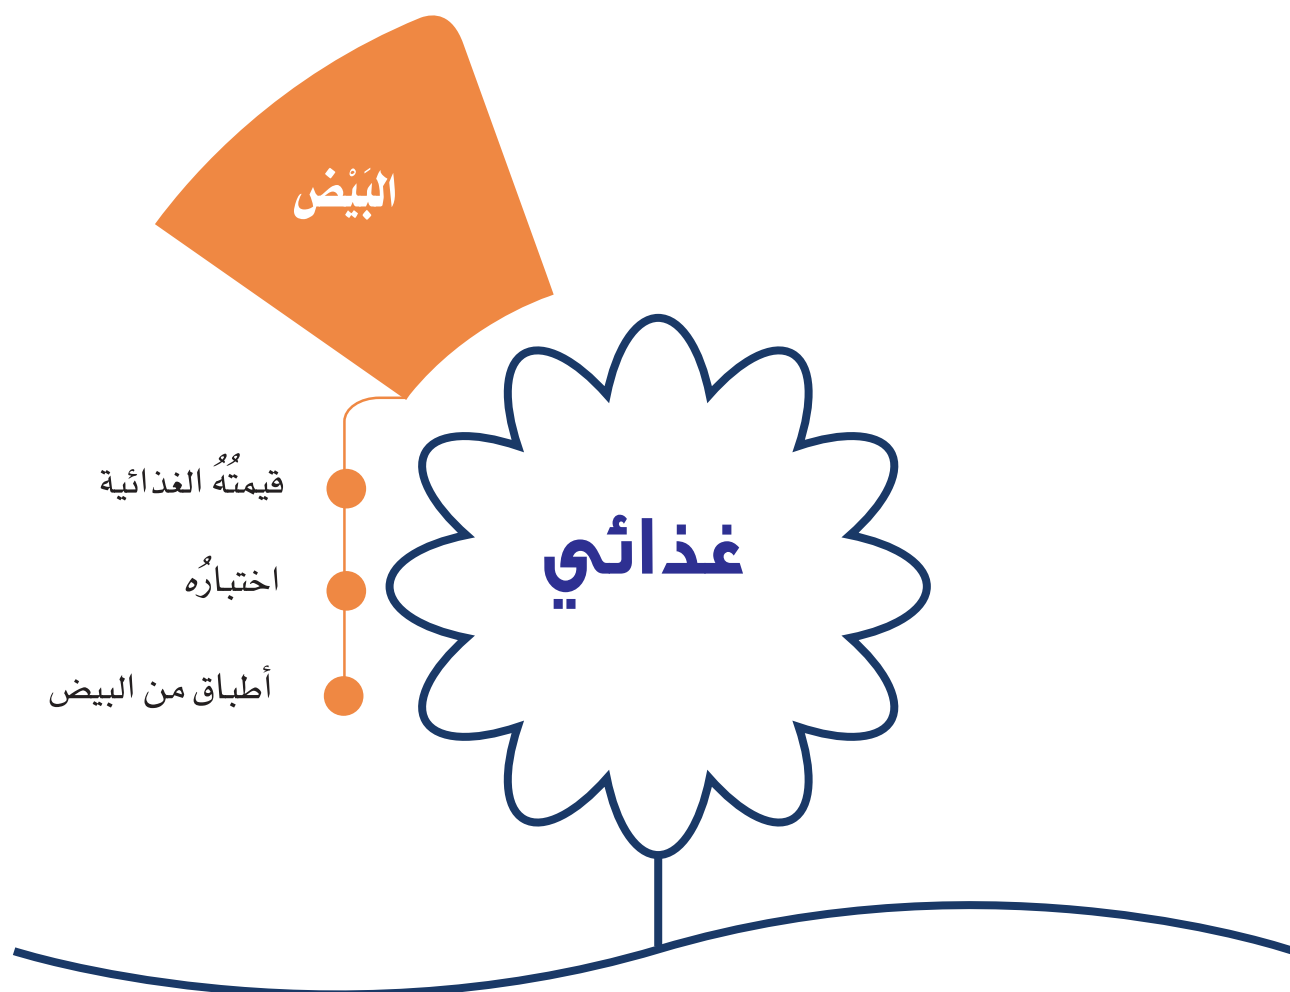 البَيْض
قيمتُهُ الغذائية
اختبارُه
أطباق من البيض
غذائي